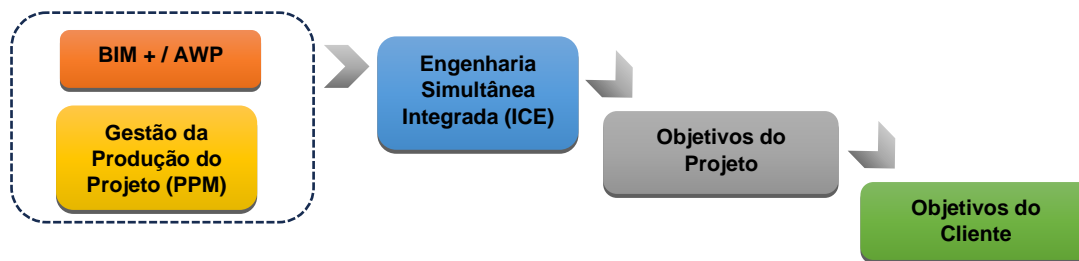 BIM + / AWP
Gestão da
Produção do
Projeto (PPM)
Engenharia
Simultânea
Integrada (ICE)
Objetivos do
Projeto
Objetivos do
Cliente